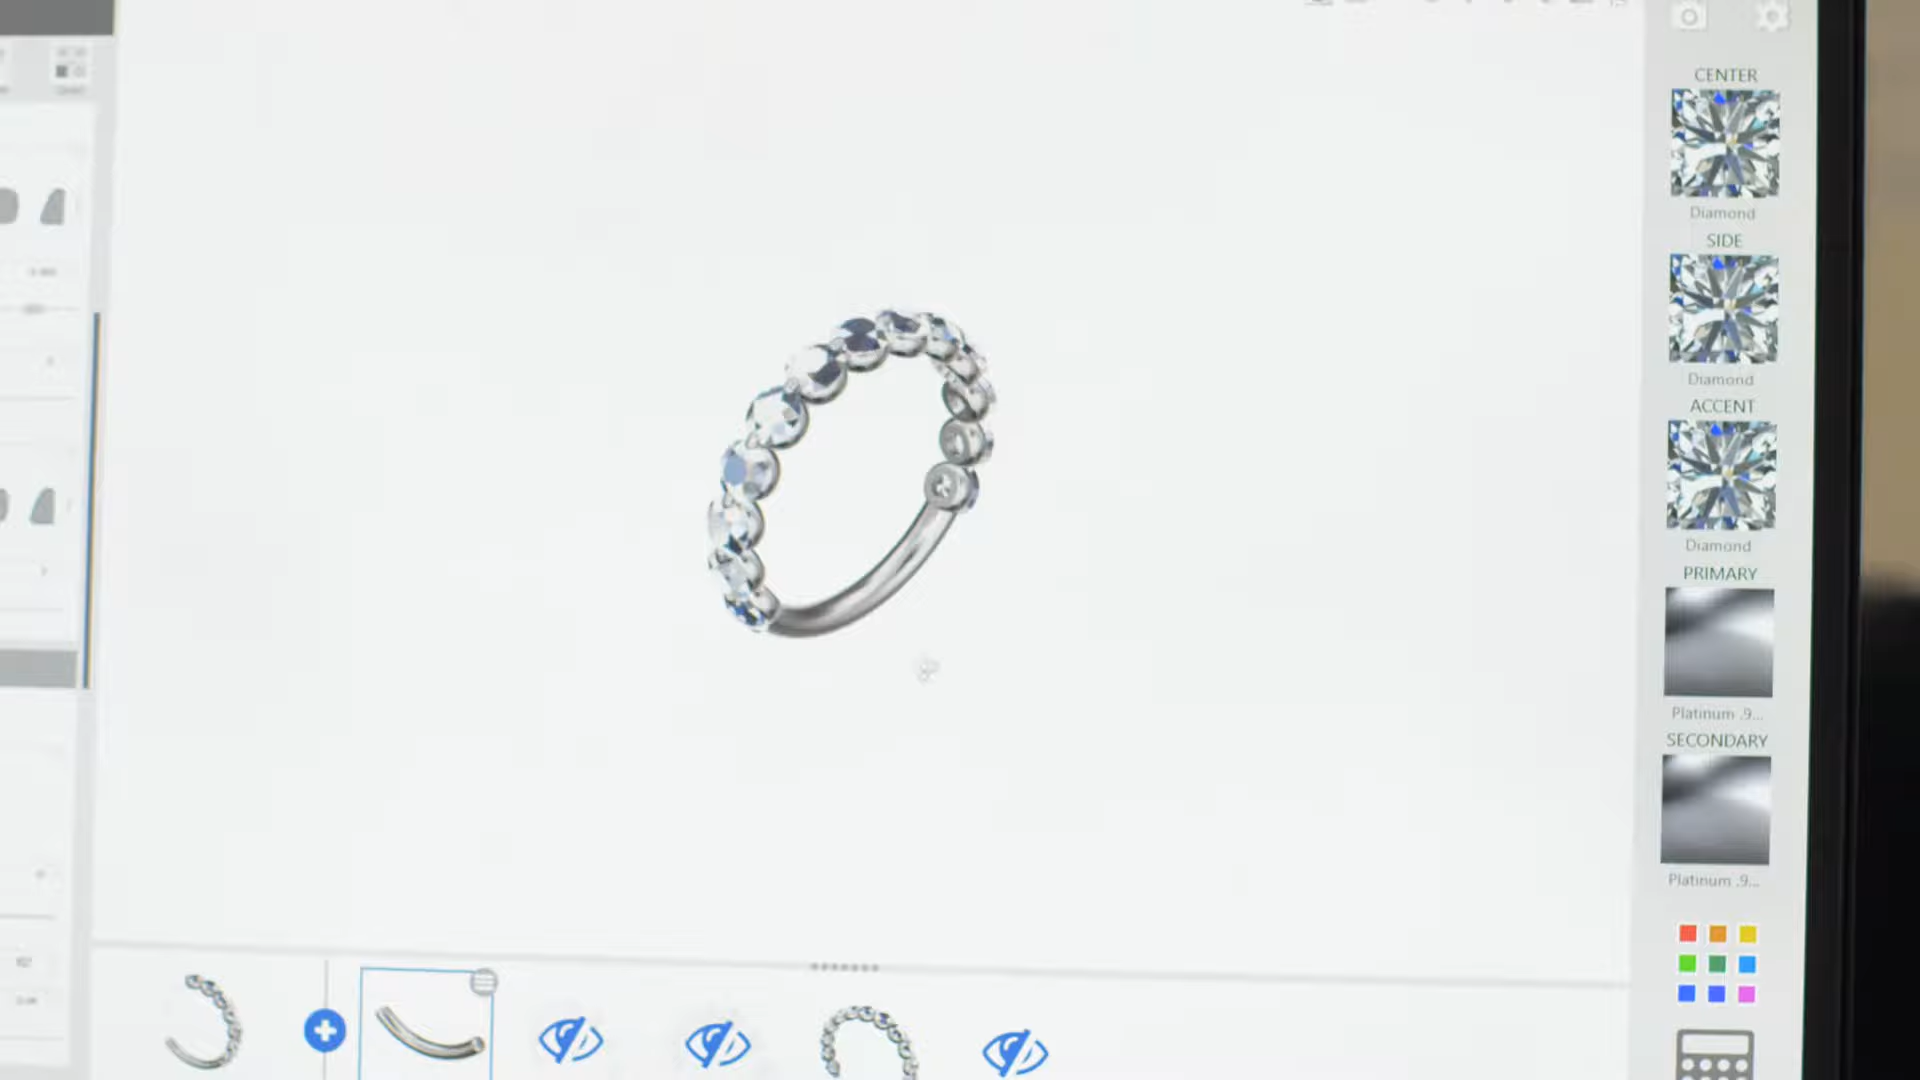 CENTER
Diamond
SIDE
Diamond
ACCENT
Diamond
PRIMARY
Platinum .9...
SECONDARY
Platinum .9...